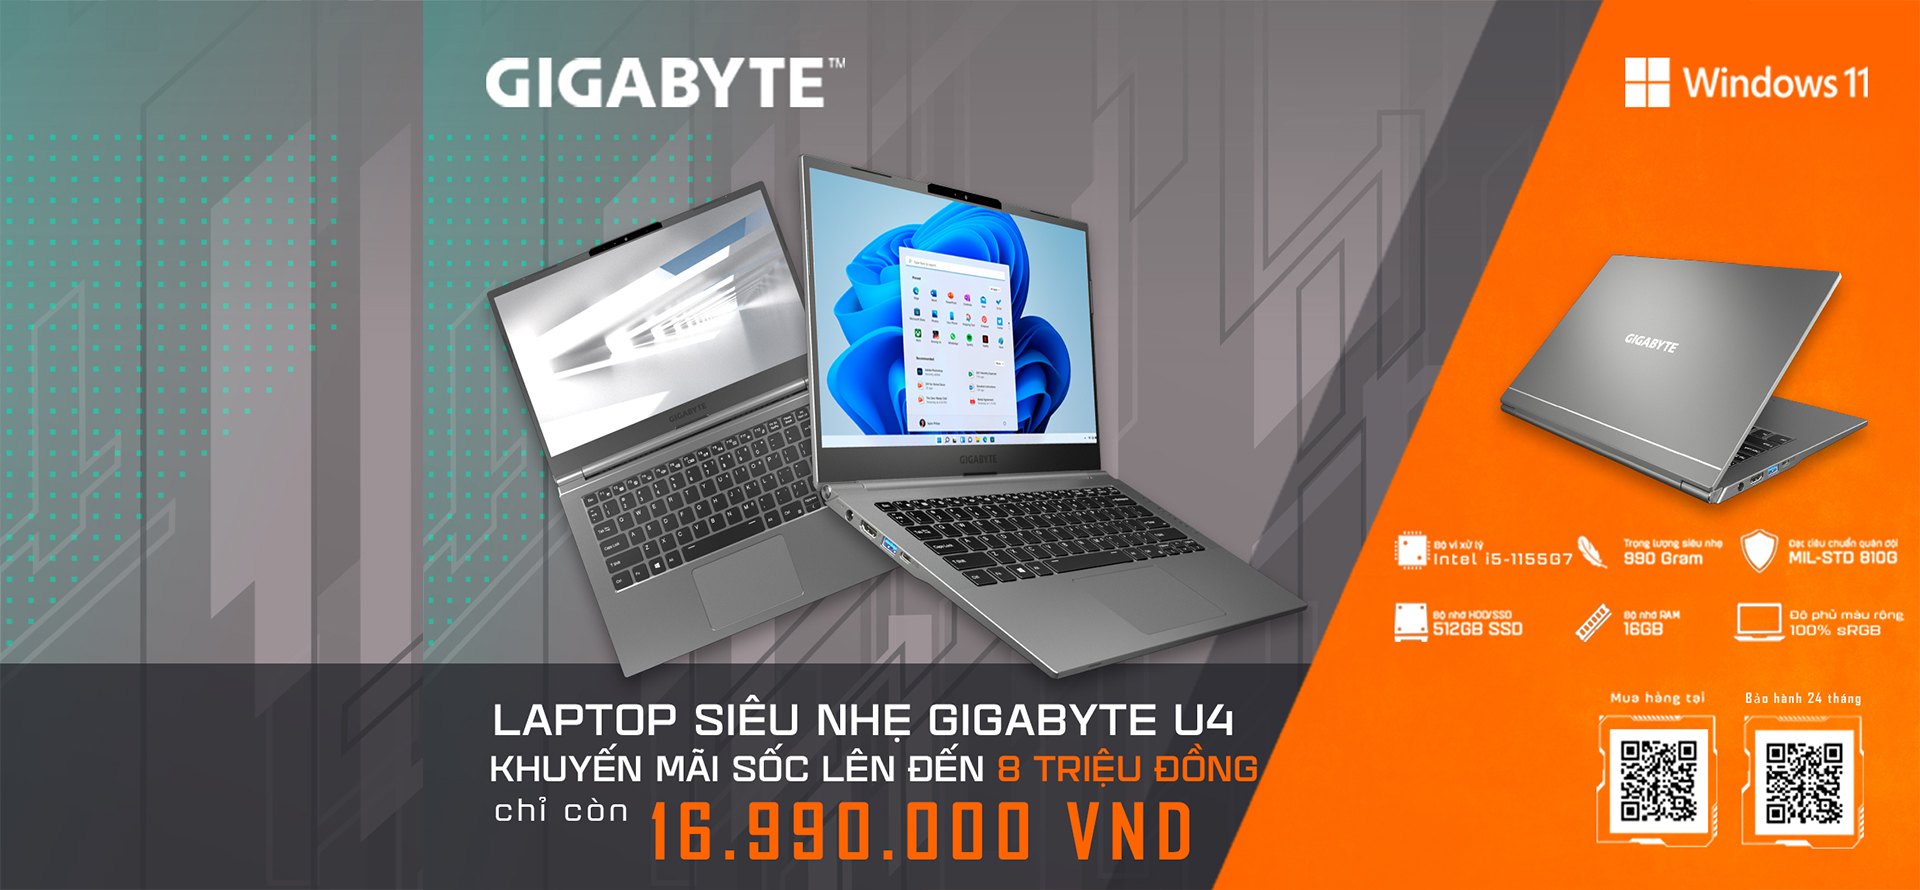 GIGABYTE™
Windows 11
GIGABYTE
GIGABYTE
GIGABYTE
Bộ vi xử lý
Intel i5-1155G7
Trọng lượng siêu nhẹ
990 Gram
Đạt tiêu chuẩn quân đội
MIL-STD 810G
Bộ nhớ HDD/SSD
512GB SSD
Bộ nhớ RAM
16GB
Độ phủ màu rộng
100% sRGB
LAPTOP SIÊU NHẸ GIGABYTE U4
KHUYẾN MÃI SỐC LÊN ĐẾN 8 TRIỆU ĐỒNG
chỉ còn 16.990.000 VND
Mua hàng tại
Bảo hành 24 tháng